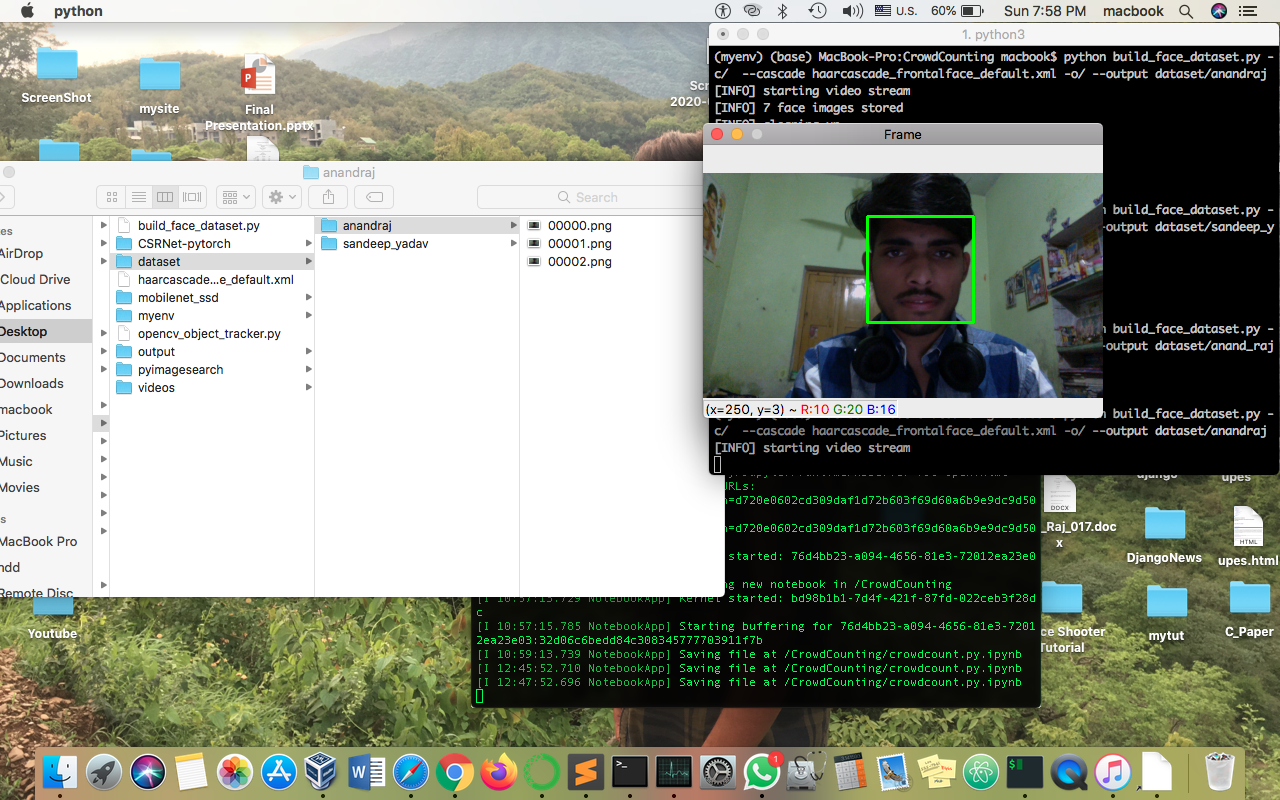 python
U.S.
60%
Sun 7:58 PM
macbook
1. python3
(myenv) (base) MacBook-Pro:CrowdCounting macbook$ python build_face_dataset.py -
c/ --cascade haarcascade_frontalface_default.xml -o/ --output dataset/anandraj
[INFO] starting video stream
[INFO] 7 face images stored
build_face_dataset.py -
-output dataset/sandeep_y
build_face_dataset.py -
-output dataset/anand_raj
build_face_dataset.py -
c/ --cascade haarcascade_frontalface_default.xml -o/ --output dataset/anandraj
[INFO] starting video stream
Frame
(x=250, y=3) ~ R:10 G:20 B:16
ScreenShot
mysite
Final
Presentation.pptx
anandraj
Search
es
AirDrop
Cloud Drive
Applications
Desktop
Documents
Downloads
macbook
Pictures
Music
Movies
s
MacBook Pro
ndd
Remote Disc
build_face_dataset.py
CSRNet-pytorch
dataset
haarcascade...e_default.xml
mobilenet_ssd
myenv
opencv_object_tracker.py
output
pyimagesearch
videos
anandraj
sandeep_yadav
00000.png
00001.png
00002.png
URLs:
n=d720e0602cd309daf1d72b603f69d60a6b9e9dc9d50
n=d720e0602cd309daf1d72b603f69d60a6b9e9dc9d50
started: 76d4bb23-a094-4656-81e3-72012ea23e0
ng new notebook in /CrowdCounting
[I 10:57:13.729 NotebookApp] Kernel started: bd98b1b1-7d4f-421f-87fd-022ceb3f28d
c
[I 10:57:15.785 NotebookApp] Starting buffering for 76d4bb23-a094-4656-81e3-7201
2ea23e03:32d06c6bedd84c308345777703911f7b
[I 10:59:13.739 NotebookApp] Saving file at /CrowdCounting/crowdcount.py.ipynb
[I 12:45:52.710 NotebookApp] Saving file at /CrowdCounting/crowdcount.py.ipynb
[I 12:47:52.696 NotebookApp] Saving file at /CrowdCounting/crowdcount.py.ipynb
django
upes
DOCX
_Raj_017.doc
x
DjangoNews
HTML
upes.html
ce Shooter
Tutorial
mytut
C_Paper
Youtube
1